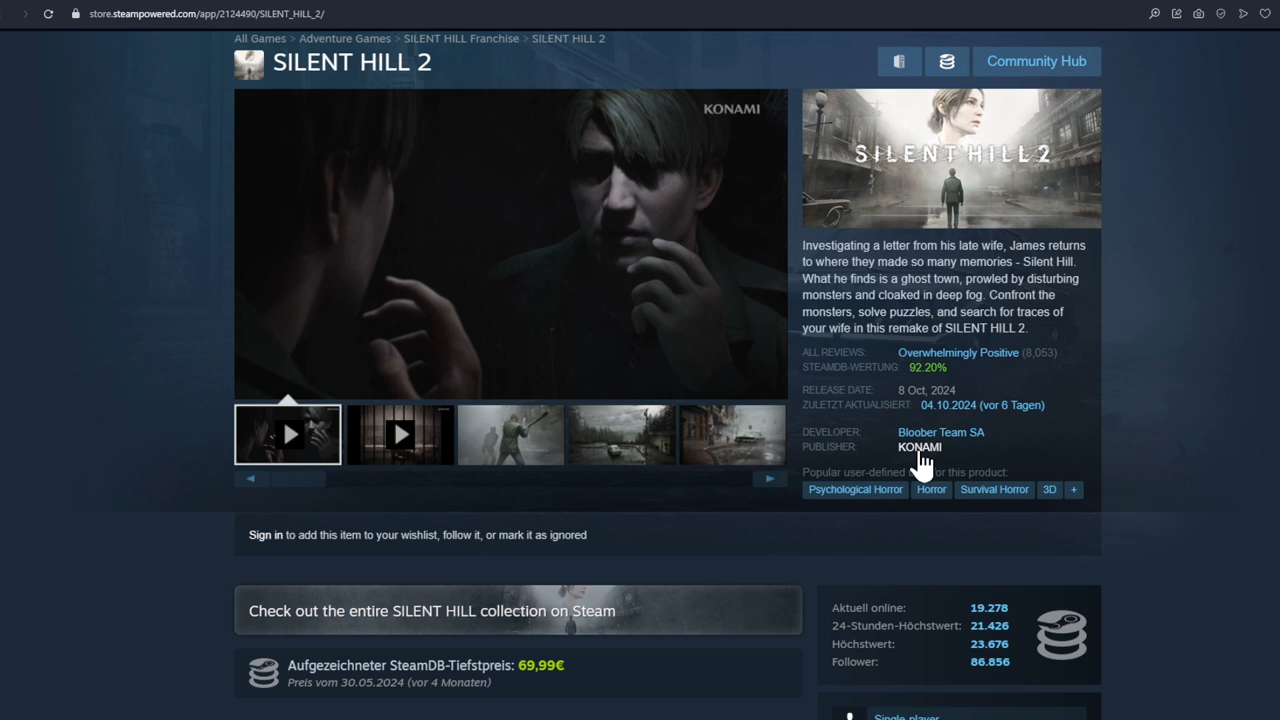 store.steampowered.com/app/2124490/SILENT_HILL_2/
All Games > Adventure Games > SILENT HILL Franchise > SILENT HILL 2
SILENT HILL 2
Community Hub
KONAMI
SILENT HILL 2
Investigating a letter from his late wife, James returns
to where they made so many memories - Silent Hill.
What he finds is a ghost town, prowled by disturbing
monsters and cloaked in deep fog. Confront the
monsters, solve puzzles, and search for traces of
your wife in this remake of SILENT HILL 2.
ALL REVIEWS: Overwhelmingly Positive (8,053)
STEAMDB-WERTUNG: 92.20%
RELEASE DATE: 8 Oct, 2024
ZULETZT AKTUALISIERT: 04.10.2024 (vor 6 Tagen)
DEVELOPER: Bloober Team SA
PUBLISHER: KONAMI
Popular user-defined for this product:
Psychological Horror Horror Survival Horror 3D +
Sign in to add this item to your wishlist, follow it, or mark it as ignored
Check out the entire SILENT HILL collection on Steam
Aufgezeichneter SteamDB-Tiefstpreis: 69,99€
Preis vom 30.05.2024 (vor 4 Monaten)
Aktuell online: 19.278
24-Stunden-Höchstwert: 21.426
Höchstwert: 23.676
Follower: 86.856
Single-player